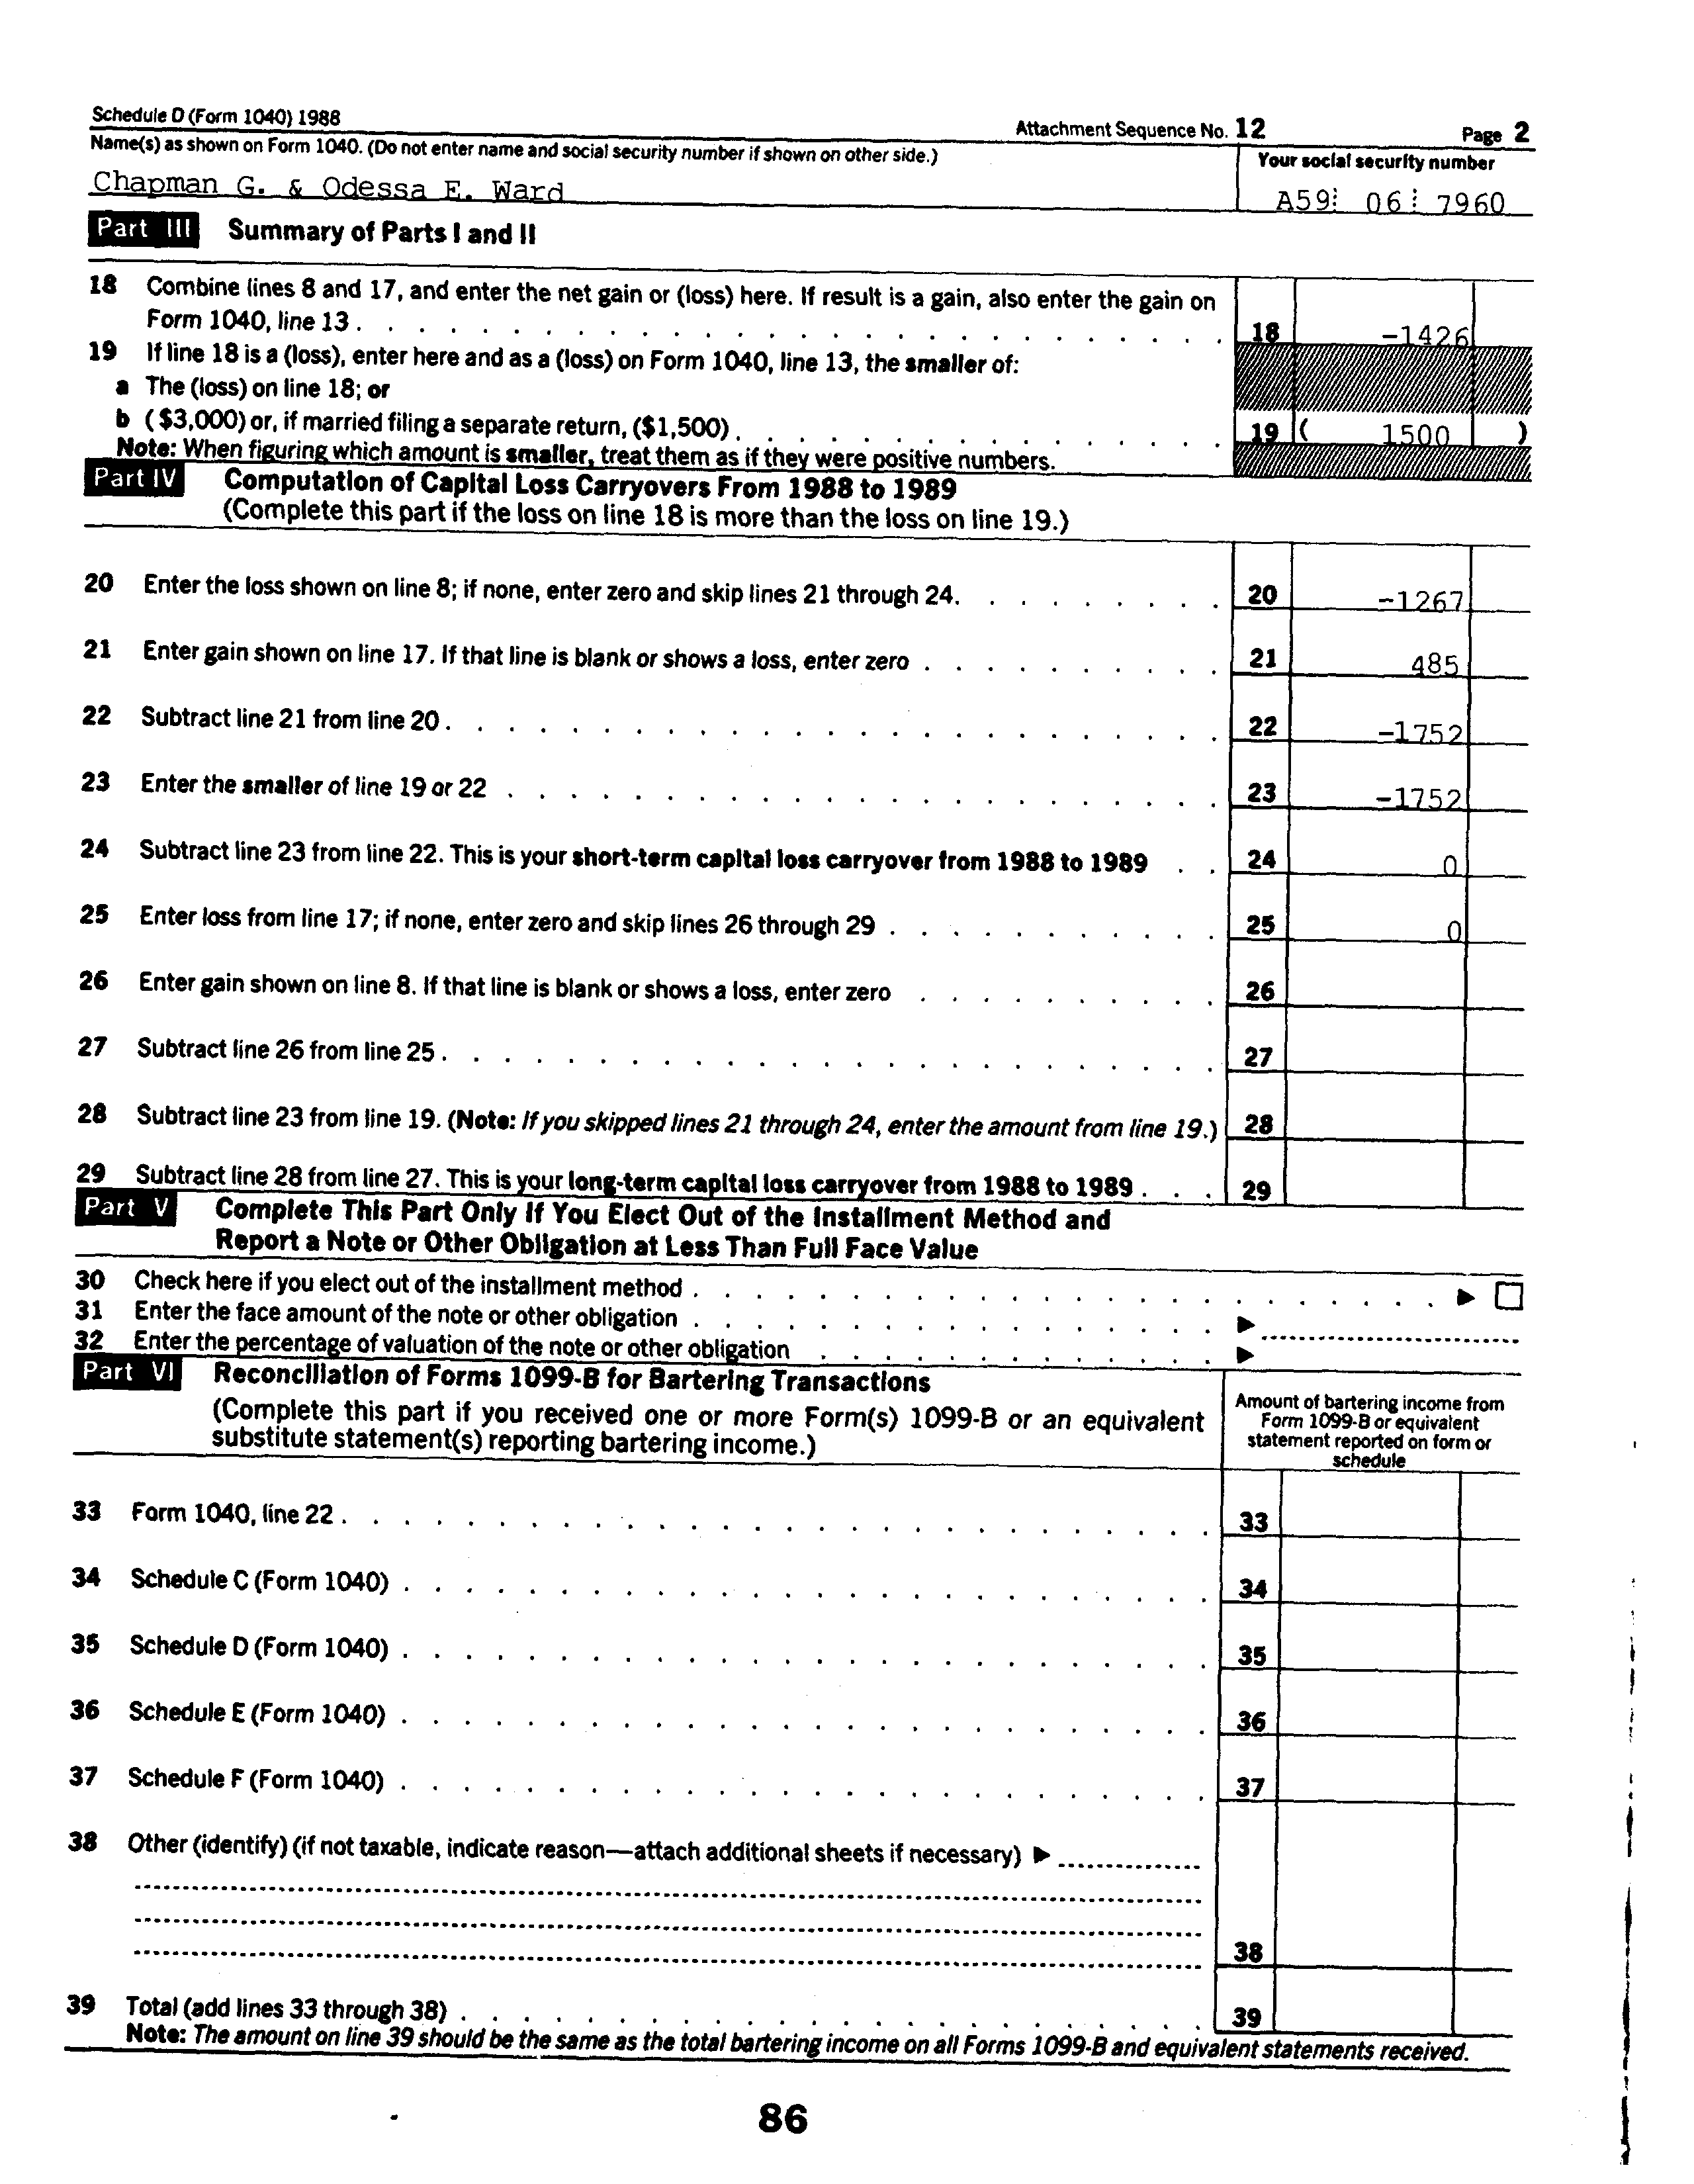 Schedule D (Form 1040) 1988 Attachment Sequence No. 12 Page 2
Name(s) as shown on Form 1040. (Do not enter name and social security number if shown on other side.) Your social security number
Chapman G. & Odessa E. Ward A59 06 7960
Part III Summary of Parts I and II
18 Combine lines 8 and 17, and enter the net gain or (loss) here. If result is a gain, also enter the gain on
Form 1040, line 13 . . . 18 -1426
19 If line 18 is a (loss), enter here and as a (loss) on Form 1040, line 13, the smaller of:
a The (loss) on line 18; or
b ($3,000) or, if married filing a separate return, ($1,500) . . . 19 ( 1500 )
Note: When figuring which amount is smaller, treat them as if they were positive numbers.
Part IV Computation of Capital Loss Carryovers From 1988 to 1989
(Complete this part if the loss on line 18 is more than the loss on line 19.)
20 Enter the loss shown on line 8; if none, enter zero and skip lines 21 through 24. . . . 20 -1267
21 Enter gain shown on line 17. If that line is blank or shows a loss, enter zero . . . 21 485
22 Subtract line 21 from line 20 . . . 22 -1752
23 Enter the smaller of line 19 or 22 . . . 23 -1752
24 Subtract line 23 from line 22. This is your short-term capital loss carryover from 1988 to 1989 . . 24 0
25 Enter loss from line 17; if none, enter zero and skip lines 26 through 29 . . . 25 0
26 Enter gain shown on line 8. If that line is blank or shows a loss, enter zero . . . 26
27 Subtract line 26 from line 25 . . . 27
28 Subtract line 23 from line 19. (Note: If you skipped lines 21 through 24, enter the amount from line 19.) 28
29 Subtract line 28 from line 27. This is your long-term capital loss carryover from 1988 to 1989 . . . 29
Part V Complete This Part Only If You Elect Out of the Installment Method and
Report a Note or Other Obligation at Less Than Full Face Value
30 Check here if you elect out of the installment method . . . ► □
31 Enter the face amount of the note or other obligation . . . ►
32 Enter the percentage of valuation of the note or other obligation . . . ►
Part VI Reconciliation of Forms 1099-B for Bartering Transactions
(Complete this part if you received one or more Form(s) 1099-B or an equivalent
substitute statement(s) reporting bartering income.)
Amount of bartering income from
Form 1099-B or equivalent
statement reported on form or
schedule
33 Form 1040, line 22 . . . 33
34 Schedule C (Form 1040) . . . 34
35 Schedule D (Form 1040) . . . 35
36 Schedule E (Form 1040) . . . 36
37 Schedule F (Form 1040) . . . 37
38 Other (identify) (if not taxable, indicate reason—attach additional sheets if necessary) ►
38
39 Total (add lines 33 through 38) . . . 39
Note: The amount on line 39 should be the same as the total bartering income on all Forms 1099-B and equivalent statements received.
86